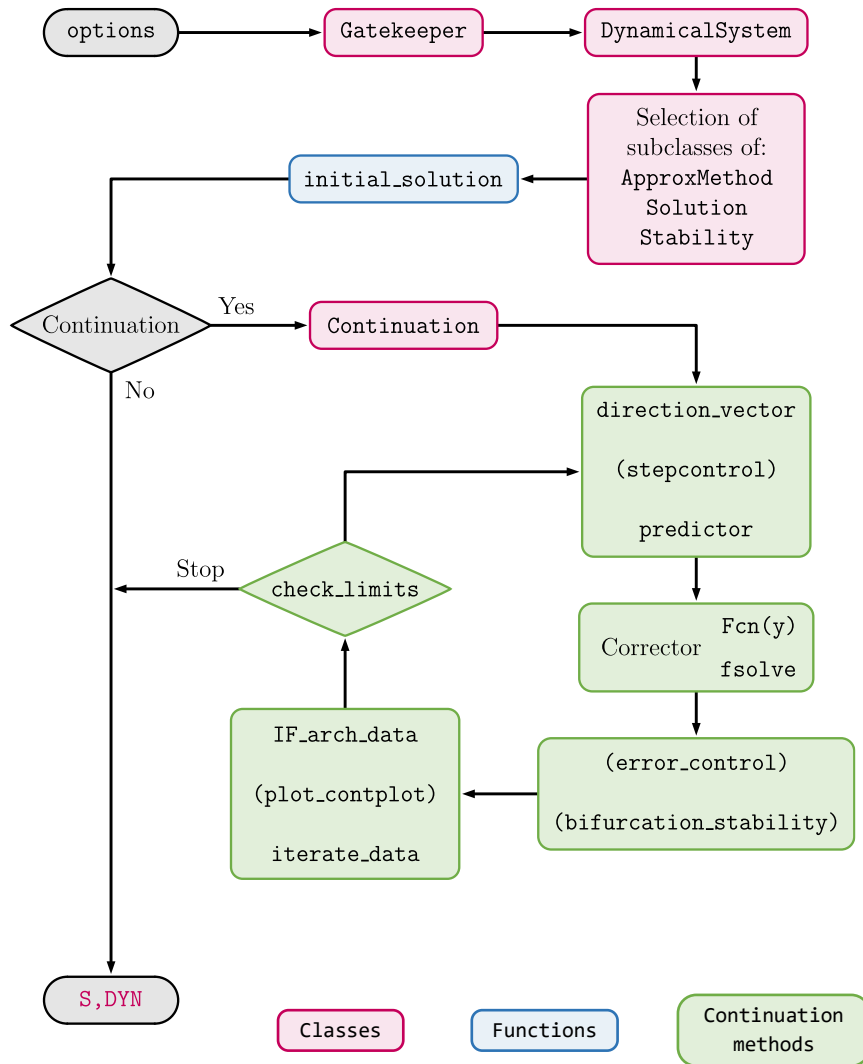 options
Gatekeeper
DynamicalSystem
Selection of
subclasses of:
ApproxMethod
Solution
Stability
initial_solution
Continuation
Yes
No
Continuation
direction_vector
(stepcontrol)
predictor
Stop
check_limits
Corrector
Fcn(y)
fsolve
IF_arch_data
(plot_contplot)
iterate_data
(error_control)
(bifurcation_stability)
S,DYN
Classes
Functions
Continuation
methods